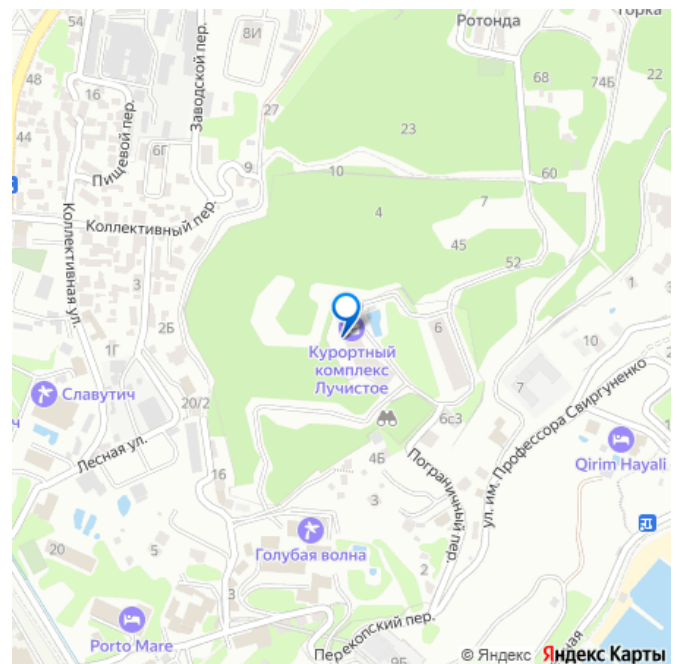 54
8И
Ротонда
Горка
48
16
Заводской пер.
68
74Б
22
27
44
Пищевой пер.
6Г
23
9
10
60
Коллективная ул.
Коллективный пер.
4
7
45
3
52
1
2Б
6
1Г
Курортный
комплекс
Лучистое
10
7
Славутич
20/2
6с3
ул. им. Профессора Свиргуненко
Лесная ул.
16
4Б
Пограничный пер.
Qirim Hayali
3
20
5
Голубая волна
2
3
Porto Mare
Перекопский пер.
9Б
© Яндекс Яндекс Карты